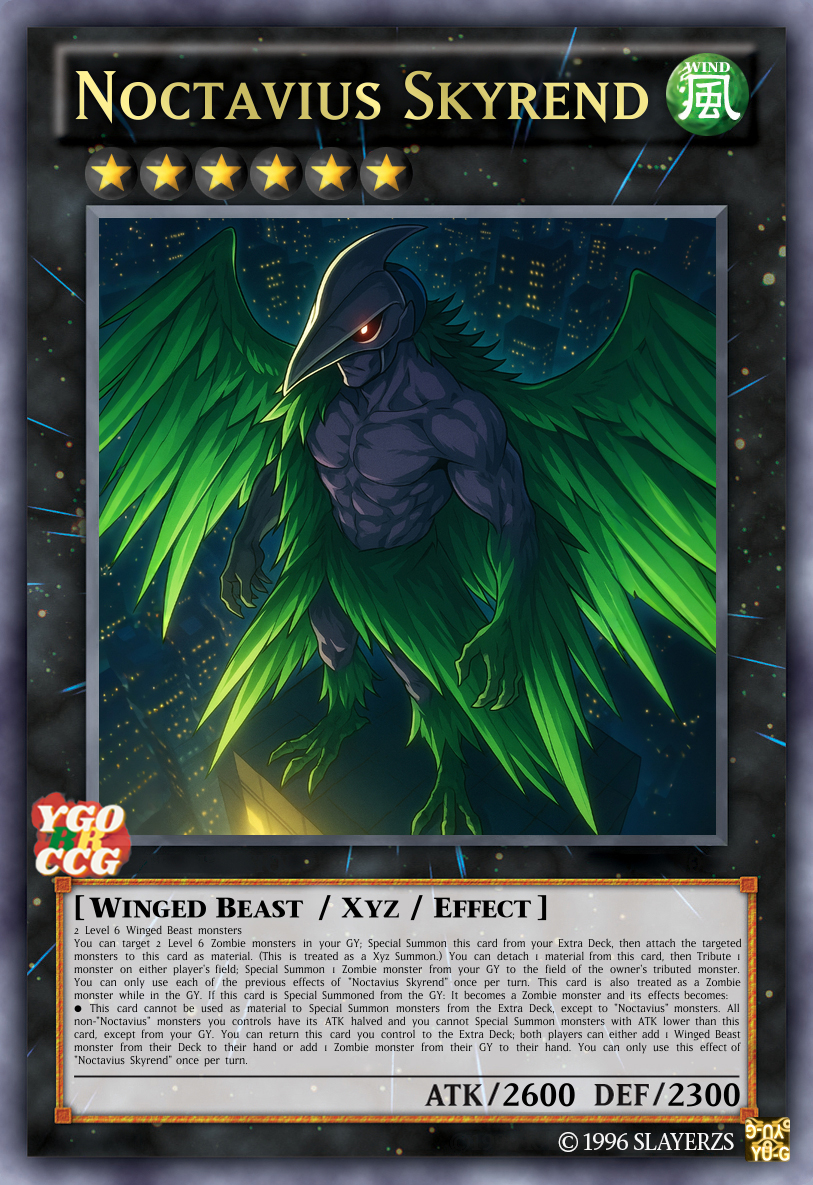 Noctavius Skyrend
WIND
風
[ Winged Beast / Xyz / Effect ]
2 Level 6 Winged Beast monsters
You can target 2 Level 6 Zombie monsters in your GY; Special Summon this card from your Extra Deck, then attach the targeted
monsters to this card as material. (This is treated as a Xyz Summon.) You can detach 1 material from this card, then Tribute 1
monster on either player's field; Special Summon 1 Zombie monster from your GY to the field of the owner's tributed monster.
You can only use each of the previous effects of "Noctavius Skyrend" once per turn. This card is also treated as a Zombie
monster while in the GY. If this card is Special Summoned from the GY: It becomes a Zombie monster and its effects becomes:
● This card cannot be used as material to Special Summon monsters from the Extra Deck, except to "Noctavius" monsters. All
non-"Noctavius" monsters you controls have its ATK halved and you cannot Special Summon monsters with ATK lower than this
card, except from your GY. You can return this card you control to the Extra Deck; both players can either add 1 Winged Beast
monster from their Deck to their hand or add 1 Zombie monster from their GY to their hand. You can only use this effect of
"Noctavius Skyrend" once per turn.
ATK/2600 DEF/2300
YGO
RR
CCG
© 1996 SLAYERZS
YU-G